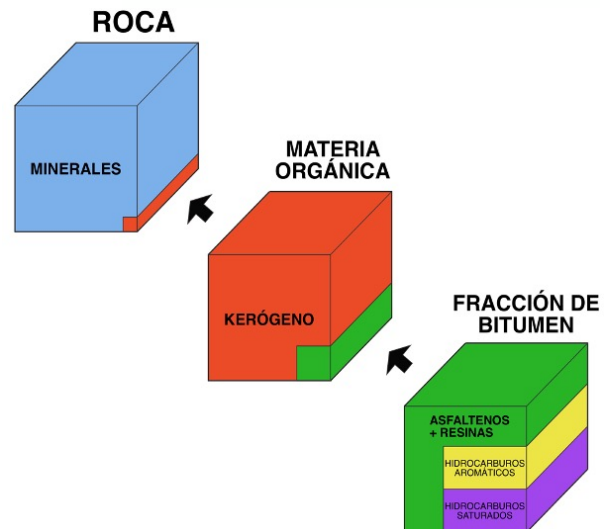 ROCA
MINERALES
MATERIA
ORGÁNICA
KERÓGENO
FRACCIÓN DE
BITUMEN
ASFALTENOS
+ RESINAS
HIDROCARBUROS
AROMÁTICOS
HIDROCARBUROS
SATURADOS